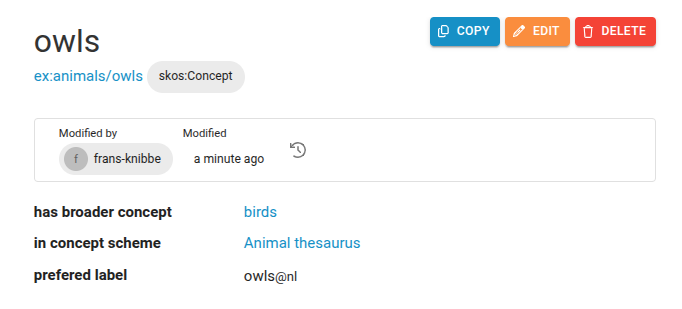 owls
COPY
EDIT
DELETE
ex:animals/owls skos:Concept
Modified by
Modified
f frans-knibbe
a minute ago
has broader concept
birds
in concept scheme
Animal thesaurus
prefered label
owls@nl